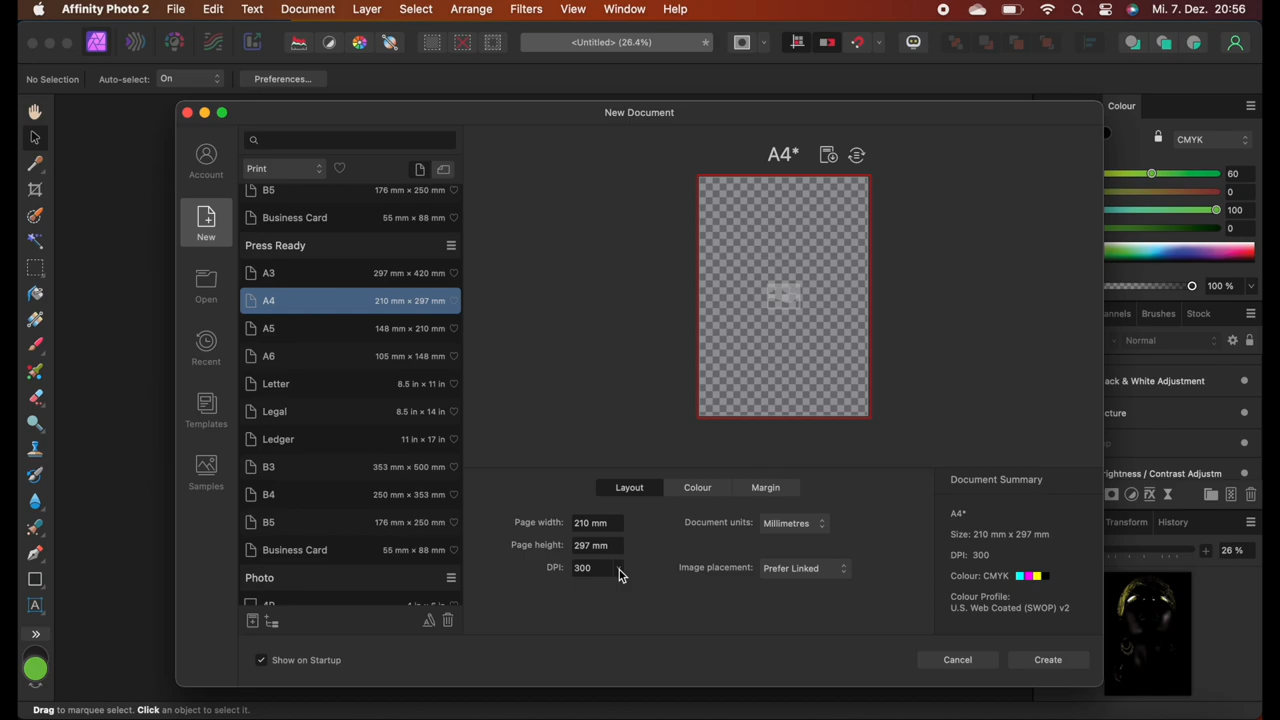 Affinity Photo 2 File Edit Text Document Layer Select Arrange Filters View Window Help Mi. 7. Dez. 20:56
<Untitled> (26.4%) *
No Selection Auto-select: On Preferences...
New Document
Colour
CMYK
60
0
100
0
100 %
annels Brushes Stock
Normal
ack & White Adjustment
cture
rightness / Contrast Adjustm
Transform History
26 %
Account
New
Open
Recent
Templates
Samples
Print
B5 176 mm × 250 mm
Business Card 55 mm × 88 mm
Press Ready
A3 297 mm × 420 mm
A4 210 mm × 297 mm
A5 148 mm × 210 mm
A6 105 mm × 148 mm
Letter 8.5 in × 11 in
Legal 8.5 in × 14 in
Ledger 11 in × 17 in
B3 353 mm × 500 mm
B4 250 mm × 353 mm
B5 176 mm × 250 mm
Business Card 55 mm × 88 mm
Photo
A4*
Layout Colour Margin
Page width: 210 mm Document units: Millimetres
Page height: 297 mm
DPI: 300 Image placement: Prefer Linked
Document Summary
A4*
Size: 210 mm x 297 mm
DPI: 300
Colour: CMYK
Colour Profile:
U.S. Web Coated (SWOP) v2
Show on Startup Cancel Create
Drag to marquee select. Click an object to select it.